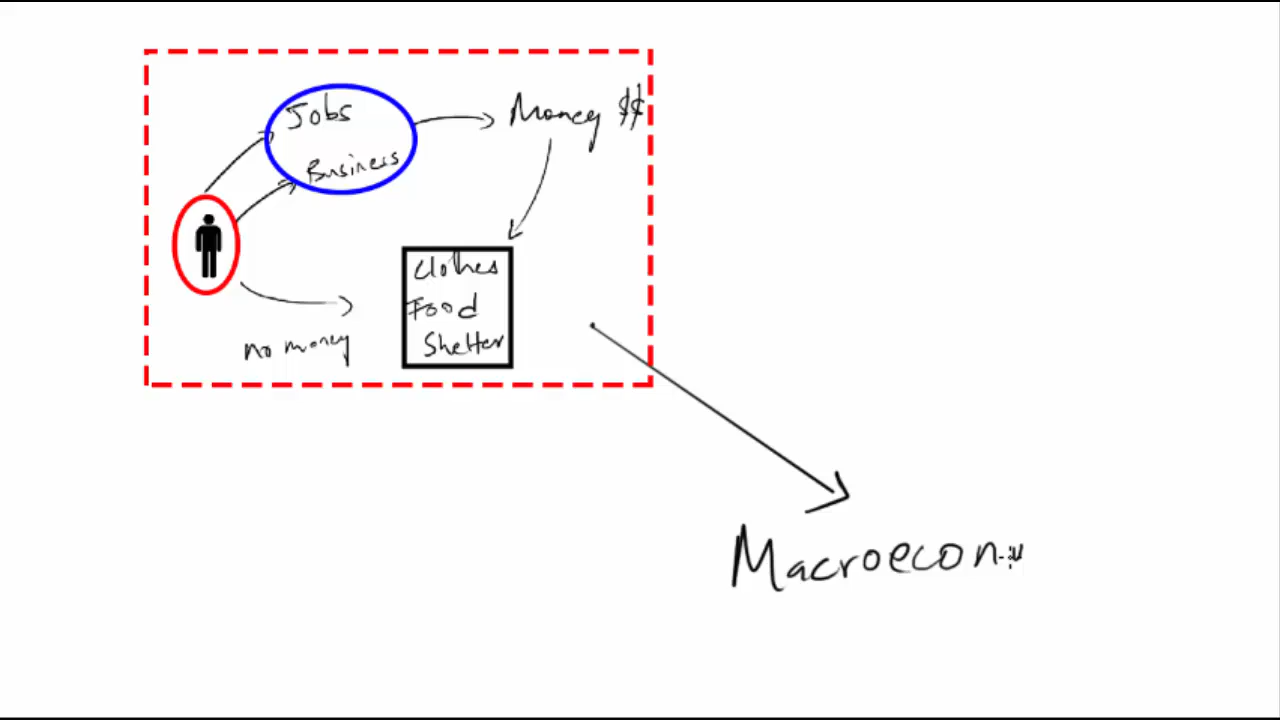 Jobs
Business
Money $$
Clothes
Food
Shelter
no money
Macroecon